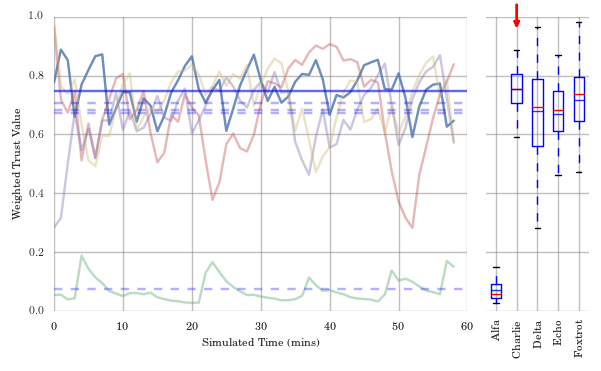 1.0
0.8
0.6
0.4
0.2
0.0
Weighted Trust Value
0 10 20 30 40 50 60
Simulated Time (mins)
Alfa
Charlie
Delta
Echo
Foxtrot